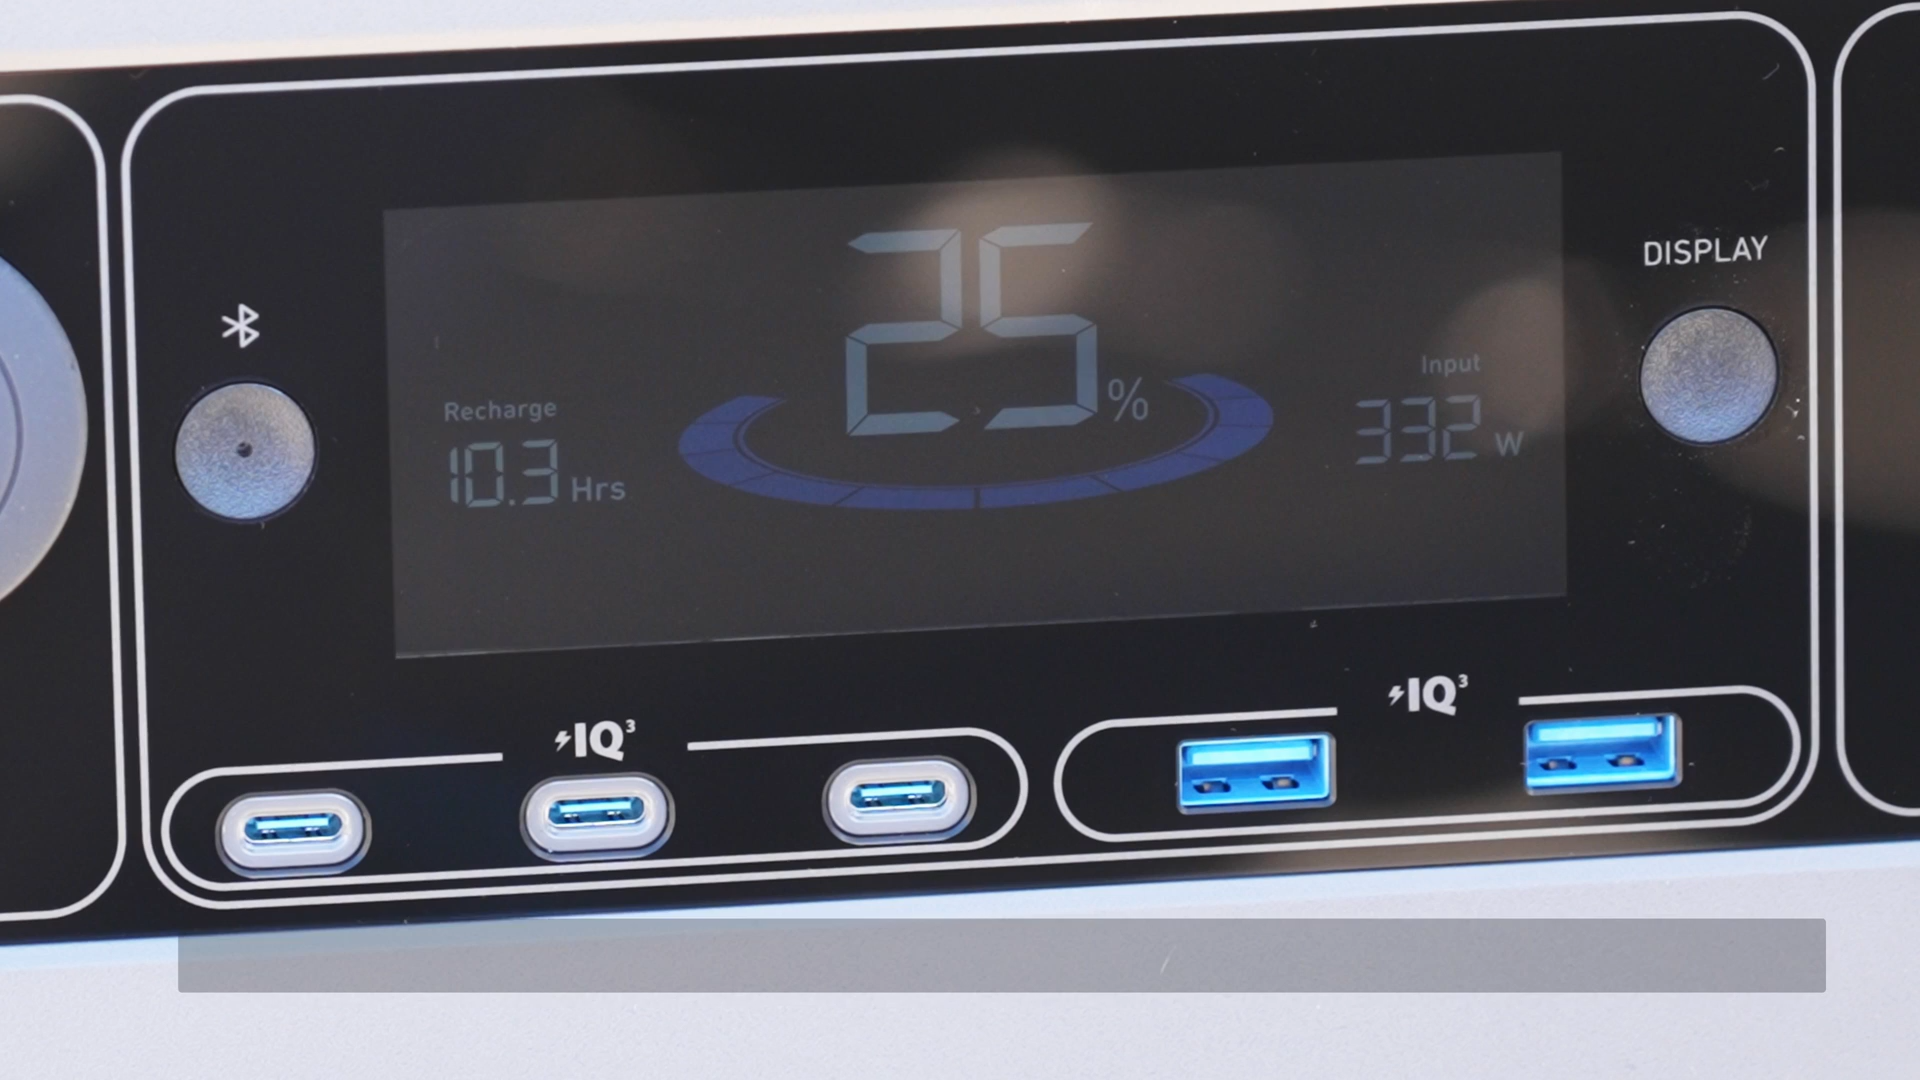 DISPLAY
25%
Recharge
10.3 Hrs
Input
332 W
IQ³
IQ³